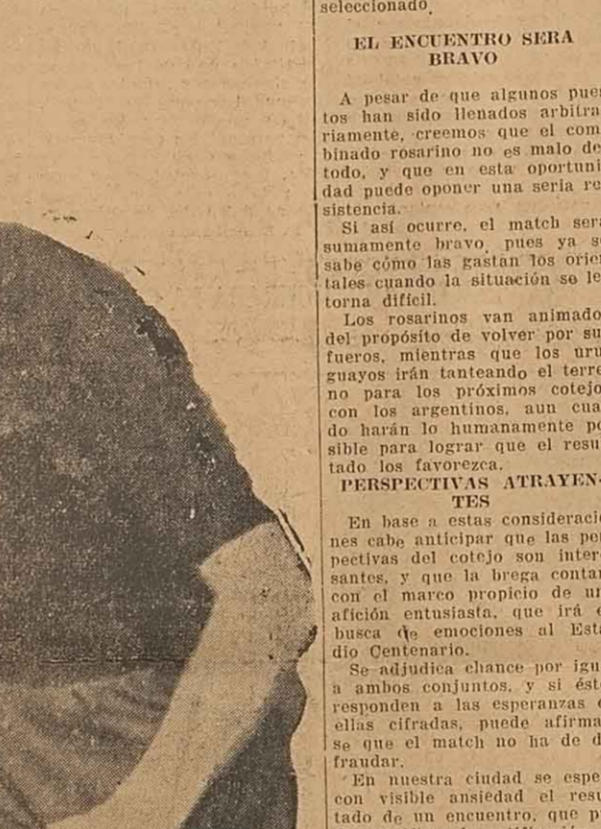 seleccionado.
EL ENCUENTRO SERA
BRAVO
A pesar de que algunos pues
tos han sido llenados arbitra
riamente, creemos que el com
binado rosarino no es malo de
todo, y que en esta oportuni
dad puede oponer una seria re
sistencia.
Si así ocurre, el match será
sumamente bravo, pues ya se
sabe cómo las gastan los orien
tales cuando la situación se le
torna difícil.
Los rosarinos van animado
del propósito de volver por su
fueros, mientras que los uru
guayos irán tanteando el terre
no para los próximos cotejo
con los argentinos, aun cua
do harán lo humanamente po
sible para lograr que el resu
tado los favorezca.
PERSPECTIVAS ATRAYEN-
TES
En base a estas consideracio
nes cabe anticipar que las per
pectivas del cotejo son inter
santes, y que la brega contar
con el marco propicio de un
afición entusiasta, que irá e
busca de emociones al Esta
dio Centenario.
Se adjudica chance por igu
a ambos conjuntos, y si ésto
responden a las esperanzas e
ellas cifradas, puede afirma
se que el match no ha de d
fraudar.
En nuestra ciudad se espe
con visible ansiedad el resu
tado de un encuentro, que p